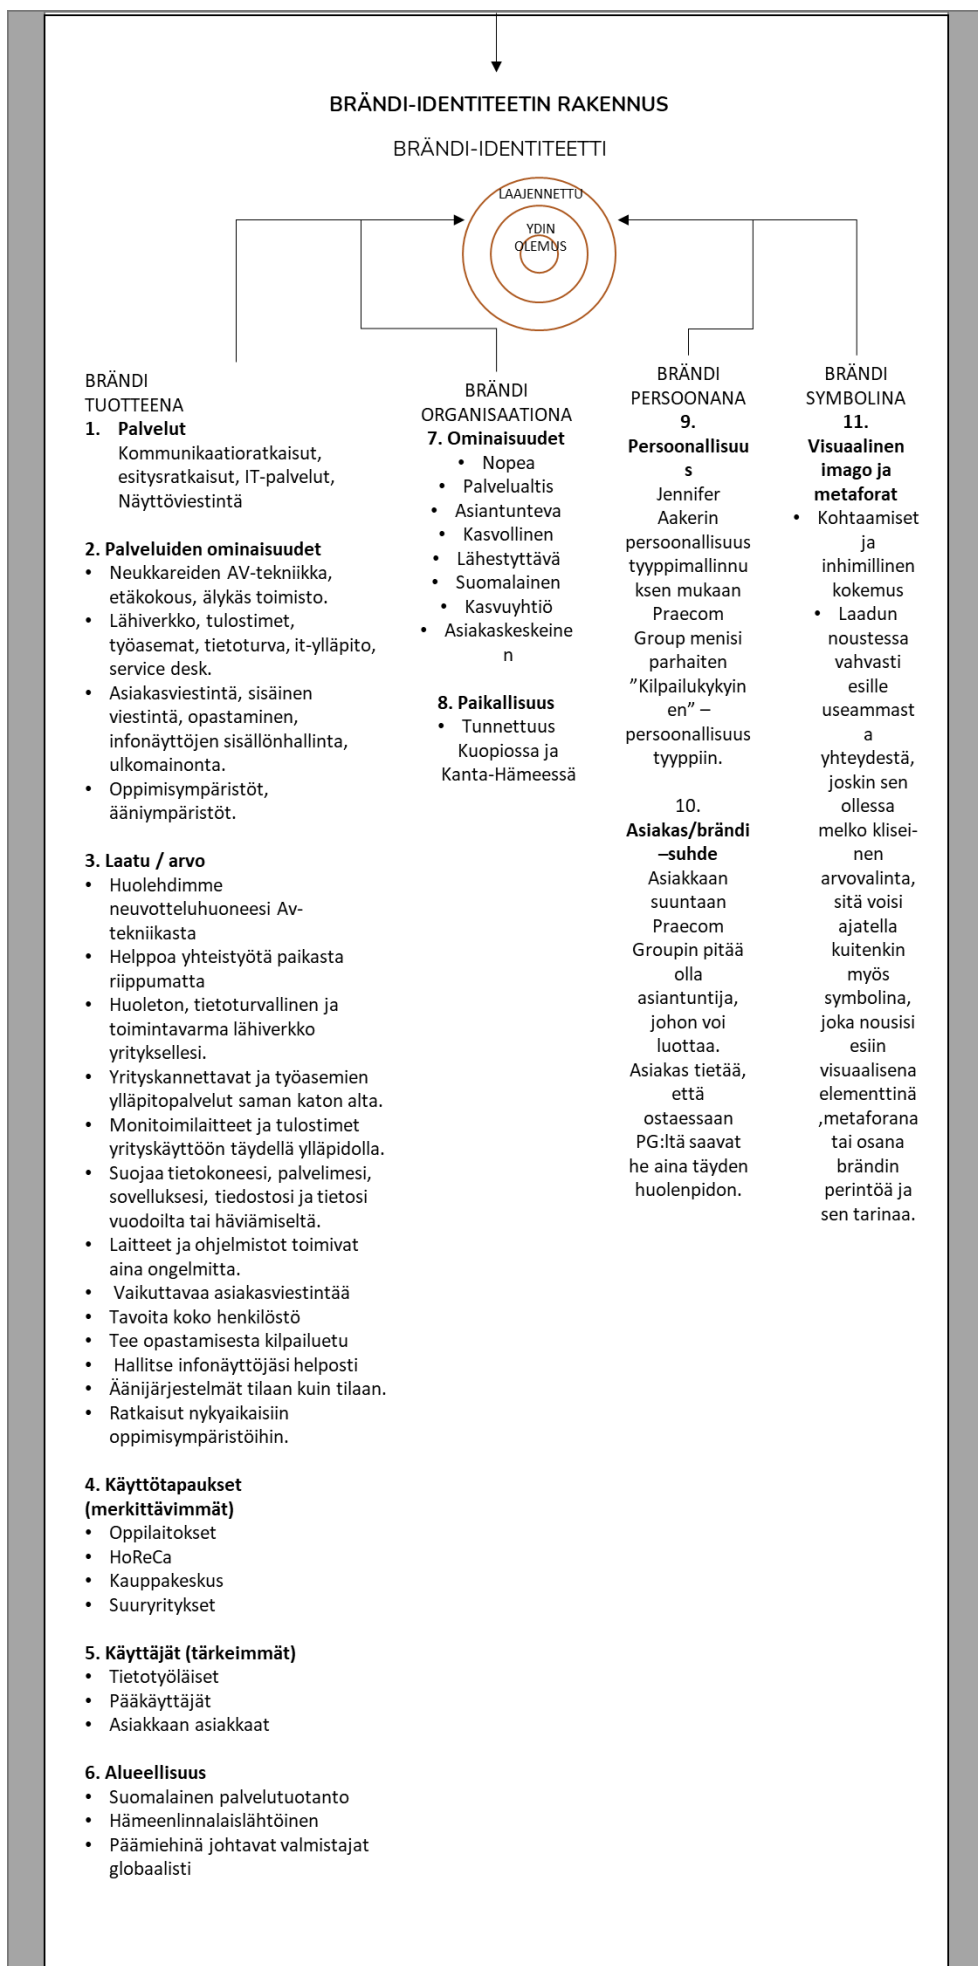 BRÄNDI-IDENTITEETIN RAKENNUS
BRÄNDI-IDENTITEETTI
LAAJENNETTU
YDIN
OLEMUS
BRÄNDI
TUOTTEENA
1. Palvelut
Kommunikaatioratkaisut,
esitysratkaisut, IT-palvelut,
Näyttöviestintä
2. Palveluiden ominaisuudet
• Neukkareiden AV-tekniikka,
etäkokous, älykäs toimisto.
• Lähiverkko, tulostimet,
työasemat, tietoturva, it-ylläpito,
service desk.
• Asiakasviestintä, sisäinen
viestintä, opastaminen,
infonäyttöjen sisällönhallinta,
ulkomainonta.
• Oppimisympäristöt,
ääniympäristöt.
3. Laatu / arvo
• Huolehdimme
neuvotteluhuoneesi Av-
tekniikasta
• Helppoa yhteistyötä paikasta
riippumatta
• Huoleton, tietoturvallinen ja
toimintavarma lähiverkko
yrityksellesi.
• Yrityskannettavat ja työasemien
ylläpitopalvelut saman katon alta.
• Monitoimilaitteet ja tulostimet
yrityskäyttöön täydellä ylläpidolla.
• Suojaa tietokoneesi, palvelimesi,
sovelluksesi, tiedostosi ja tietosi
vuodoilta tai häviämiseltä.
• Laitteet ja ohjelmistot toimivat
aina ongelmitta.
• Vaikuttavaa asiakasviestintää
• Tavoita koko henkilöstö
• Tee opastamisesta kilpailuetu
• Hallitse infonäyttöjäsi helposti
• Äänijärjestelmät tilaan kuin tilaan.
• Ratkaisut nykyaikaisiin
oppimisympäristöihin.
4. Käyttötapaukset
(merkittävimmät)
• Oppilaitokset
• HoReCa
• Kauppakeskus
• Suuryritykset
5. Käyttäjät (tärkeimmät)
• Tietotyöläiset
• Pääkäyttäjät
• Asiakkaan asiakkaat
6. Alueellisuus
• Suomalainen palvelutuotanto
• Hämeenlinnalaislähtöinen
• Päämiehinä johtavat valmistajat
globaalisti
BRÄNDI
ORGANISAATIONA
7. Ominaisuudet
• Nopea
• Palvelualtis
• Asiantunteva
• Kasvollinen
• Lähestyttävä
• Suomalainen
• Kasvuyhtiö
• Asiakaskeskeine
n
8. Paikallisuus
• Tunnettuus
Kuopiossa ja
Kanta-Hämeessä
BRÄNDI
PERSOONANA
9.
Persoonallisuu
s
Jennifer
Aakerin
persoonallisuus
tyyppimallinnu
ksen mukaan
Praecom
Group menisi
parhaiten
”Kilpailukykyin
en” –
persoonallisuus
tyyppiin.
10.
Asiakas/brändi
–suhde
Asiakkaan
suuntaan
Praecom
Groupin pitää
olla
asiantuntija,
johon voi
luottaa.
Asiakas tietää,
että
ostaessaan
PG:ltä saavat
he aina täyden
huolenpidon.
BRÄNDI
SYMBOLINA
11.
Visuaalinen
imago ja
metaforat
• Kohtaamiset
ja
inhimillinen
kokemus
• Laadun
noustessa
vahvasti
esille
useammast
a
yhteydestä,
joskin sen
ollessa
melko klisei-
nen
arvovalinta,
sitä voisi
ajatella
kuitenkin
myös
symbolina,
joka nousisi
esiin
visuaalisena
elementtinä
,metaforana
tai osana
brändin
perintöä ja
sen tarinaa.